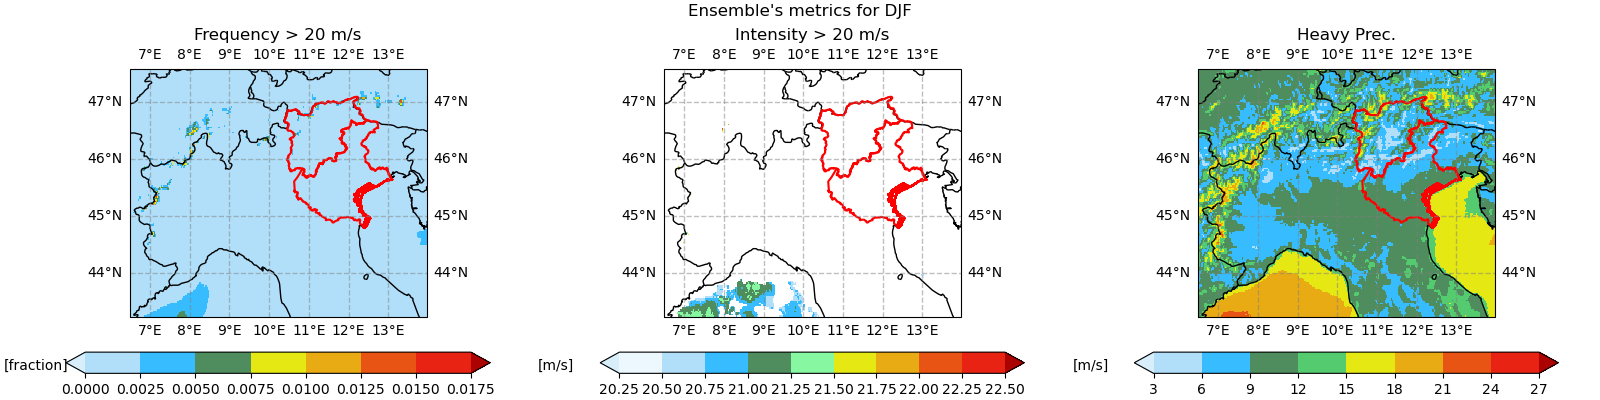 Ensemble's metrics for DJF
Frequency > 20 m/s
7°E 8°E 9°E 10°E 11°E 12°E 13°E
47°N 47°N
46°N 46°N
45°N 45°N
44°N 44°N
7°E 8°E 9°E 10°E 11°E 12°E 13°E
[fraction]
0.0000 0.0025 0.0050 0.0075 0.0100 0.0125 0.0150 0.0175
Intensity > 20 m/s
7°E 8°E 9°E 10°E 11°E 12°E 13°E
47°N 47°N
46°N 46°N
45°N 45°N
44°N 44°N
7°E 8°E 9°E 10°E 11°E 12°E 13°E
[m/s]
20.25 20.50 20.75 21.00 21.25 21.50 21.75 22.00 22.25 22.50
Heavy Prec.
7°E 8°E 9°E 10°E 11°E 12°E 13°E
47°N 47°N
46°N 46°N
45°N 45°N
44°N 44°N
7°E 8°E 9°E 10°E 11°E 12°E 13°E
[m/s]
3 6 9 12 15 18 21 24 27